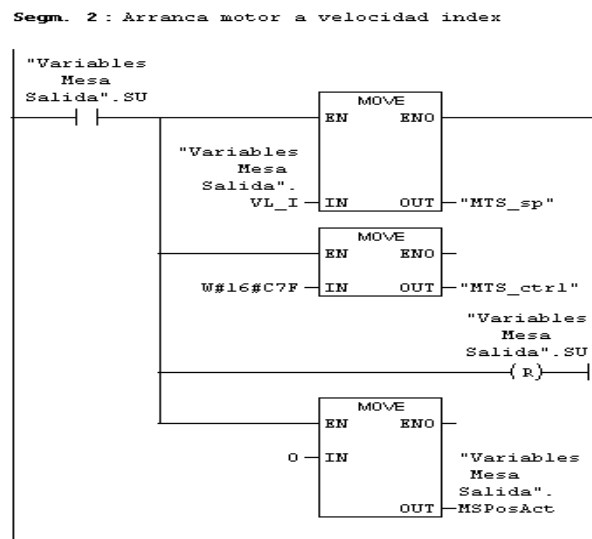 Segm. 2 : Arranca motor a velocidad index
"Variables
Mesa
Salida".SU
MOVE
EN ENO
"Variables
Mesa
Salida".
VL_I IN OUT "MTS_sp"
MOVE
EN ENO
W#16#C7F IN OUT "MTS_ctrl"
"Variables
Mesa
Salida".SU
( R )
MOVE
EN ENO
0 IN "Variables
Mesa
Salida".
OUT MSPosAct